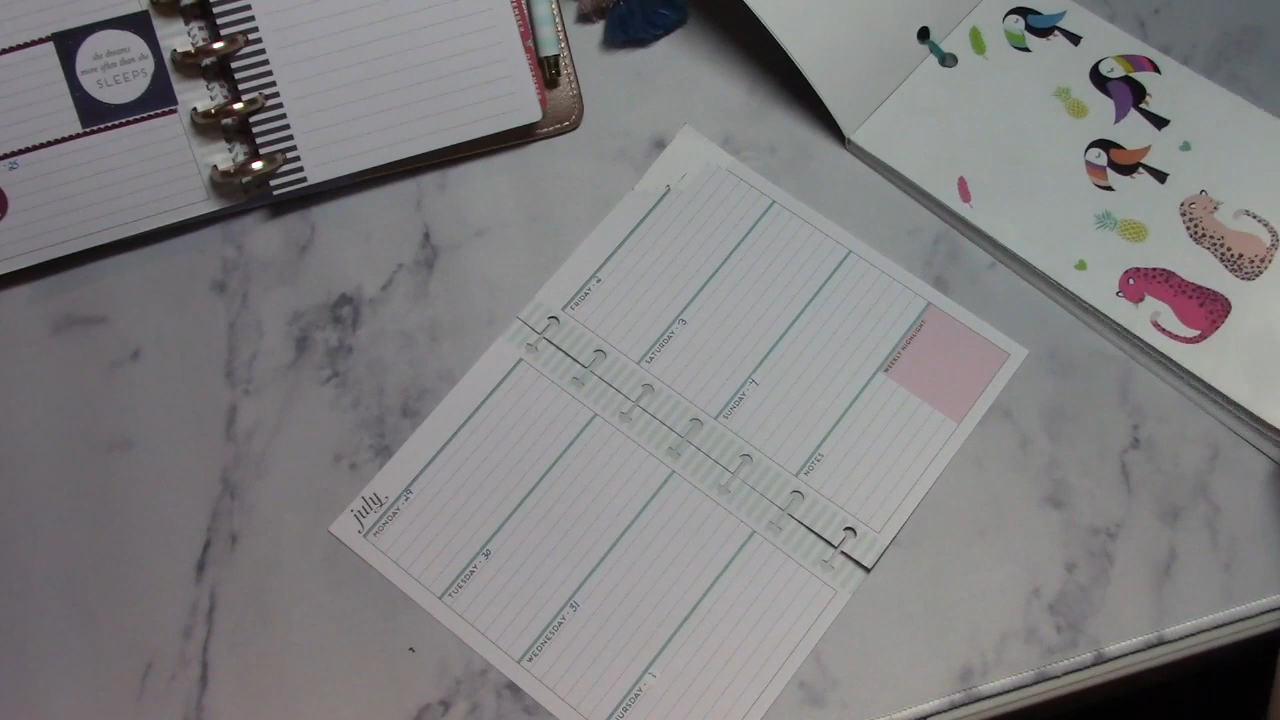 she dreams
more often than she
SLEEPS
july.
MONDAY · 29
TUESDAY · 30
WEDNESDAY · 31
FRIDAY · 2
SATURDAY · 3
SUNDAY · 4
NOTES
WEEKLY HIGHLIGHT